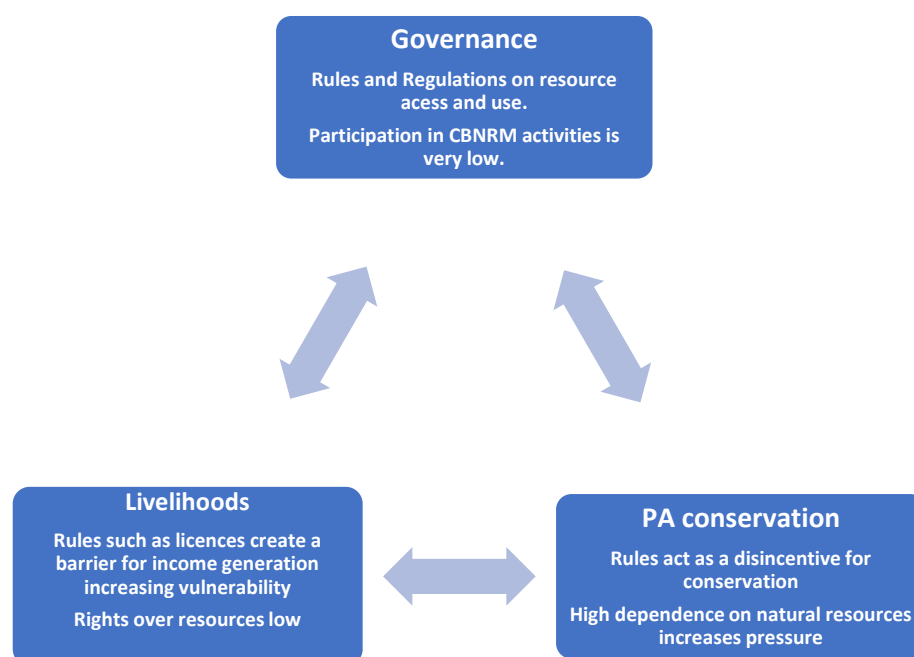 Governance
Rules and Regulations on resource
acess and use.
Participation in CBNRM activities is
very low.
Livelihoods
Rules such as licences create a
barrier for income generation
increasing vulnerability
Rights over resources low
PA conservation
Rules act as a disincentive for
conservation
High dependence on natural resources
increases pressure